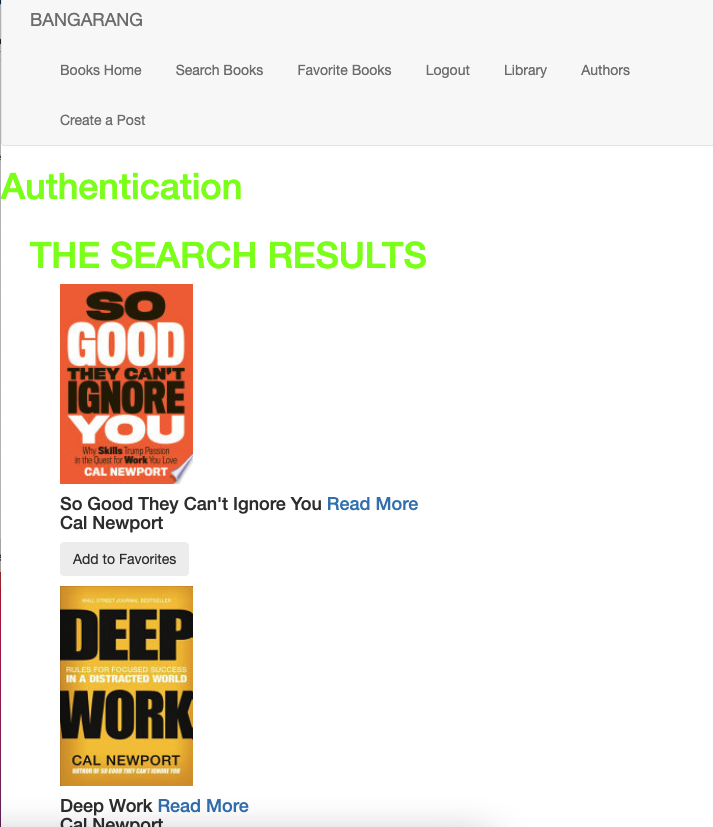 BANGARANG
Books Home Search Books Favorite Books Logout Library Authors
Create a Post
Authentication
THE SEARCH RESULTS
SO
GOOD
THEY CAN'T
IGNORE
YOU
Why Skills Trump Passion
in the Quest for Work You Love
CAL NEWPORT
So Good They Can't Ignore You Read More
Cal Newport
Add to Favorites
WALL STREET JOURNAL BESTSELLER
DEEP
RULES FOR FOCUSED SUCCESS
IN A DISTRACTED WORLD
WORK
CAL NEWPORT
AUTHOR OF SO GOOD THEY CAN'T IGNORE YOU
Deep Work Read More
Cal Newport